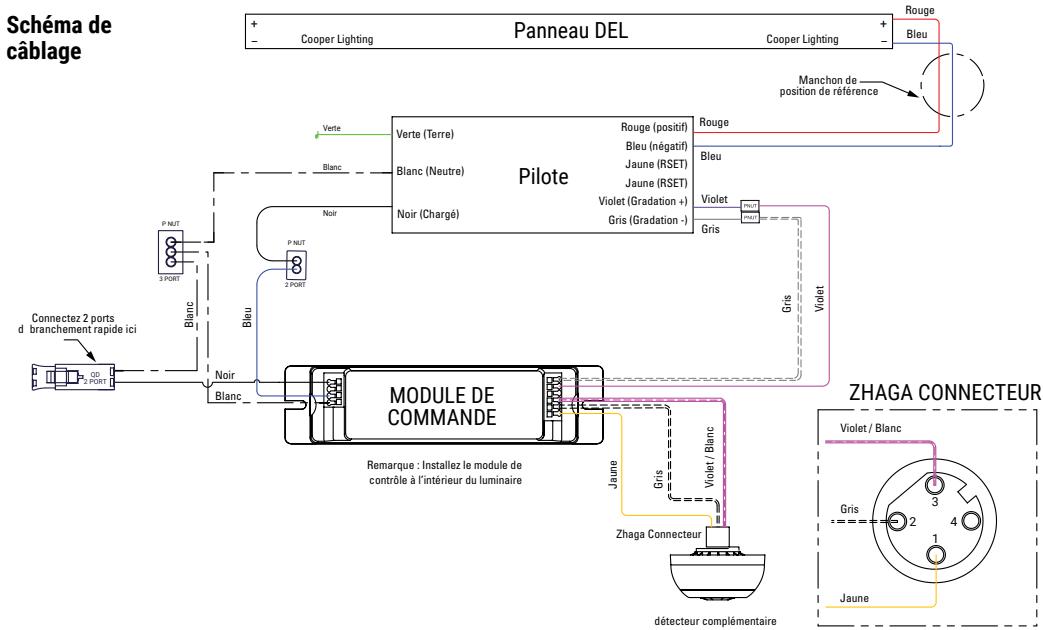 Schéma de
câblage
+
−
Cooper Lighting
Panneau DEL
Cooper Lighting
+
−
Rouge
Bleu
Manchon de
position de référence
Verte
Verte (Terre)
Blanc
Blanc (Neutre)
Noir
Noir (Chargé)
Pilote
Rouge (positif)
Bleu (négatif)
Jaune (RSET)
Jaune (RSET)
Violet (Gradation +)
Gris (Gradation -)
Rouge
Bleu
Violet
Gris
PNUT
PNUT
P NUT
3 PORT
P NUT
2 PORT
Blanc
Bleu
Gris
Violet
Connectez 2 ports
d branchement rapide ici
QD
2 PORT
Noir
Blanc
MODULE DE
COMMANDE
Remarque : Installez le module de
contrôle à l’intérieur du luminaire
Jaune
Gris
Violet / Blanc
Zhaga Connecteur
détecteur complémentaire
ZHAGA CONNECTEUR
Violet / Blanc
Gris
Jaune
3
2
4
1